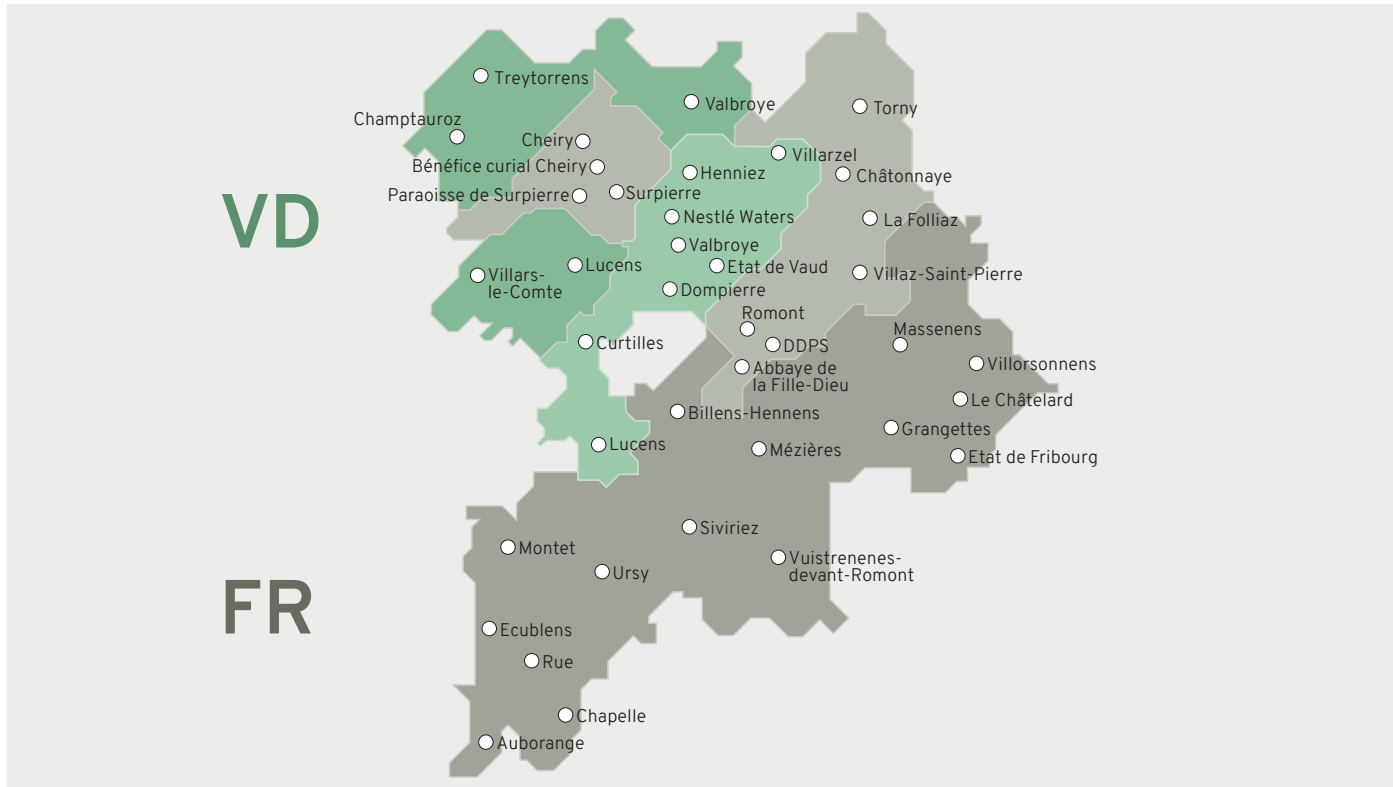 Treytorrens
Valbroye
Torny
Champtauroz
Cheiry
Villarzel
Bénéfice curial Cheiry
Henniez
Châtonnaye
Paraoisse de Surpierre
Surpierre
VD
Nestlé Waters
La Folliaz
Valbroye
Lucens
Etat de Vaud
Villars-
le-Comte
Villaz-Saint-Pierre
Dompierre
Romont
Massenens
Curtilles
DDPS
Villorsonnens
Abbaye de
la Fille-Dieu
Le Châtelard
Billens-Hennens
Grangettes
Lucens
Mézières
Etat de Fribourg
Siviriez
Montet
Vuistrenenes-
devant-Romont
Ursy
FR
Ecublens
Rue
Chapelle
Auborange